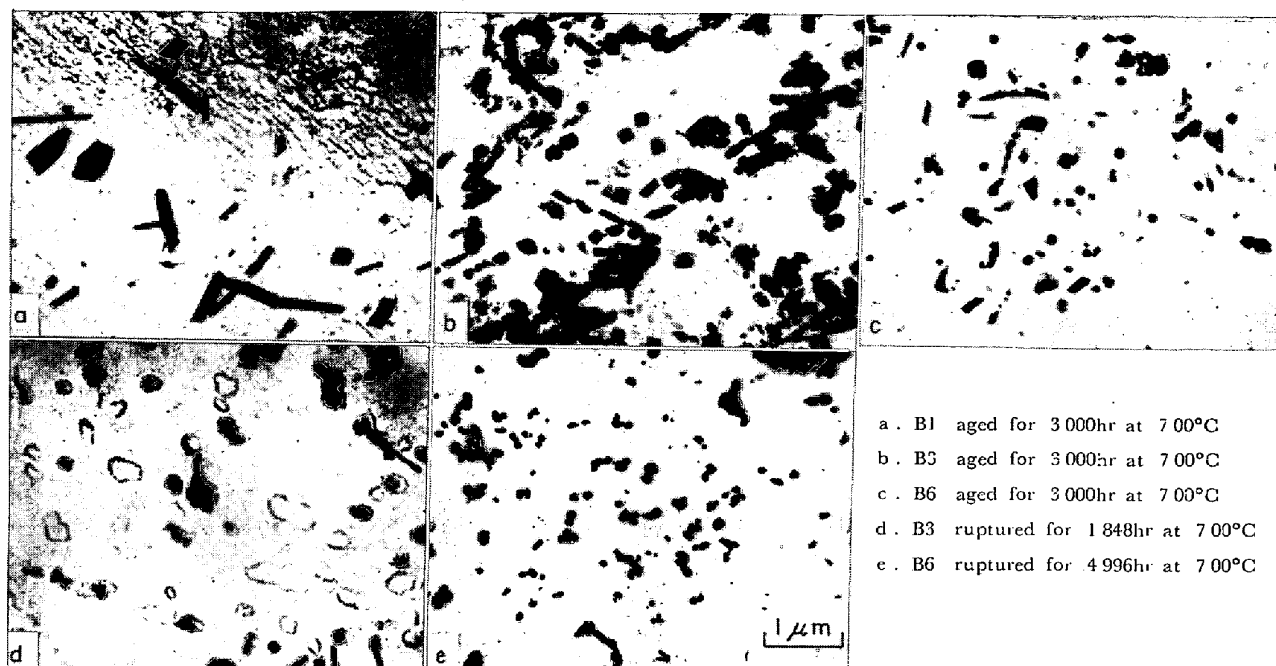 a
b
c
d
e
1 μm
a. B1 aged for 3 000hr at 700°C
b. B3 aged for 3 000hr at 700°C
c. B6 aged for 3 000hr at 700°C
d. B3 ruptured for 1 848hr at 700°C
e. B6 ruptured for 4 996hr at 700°C